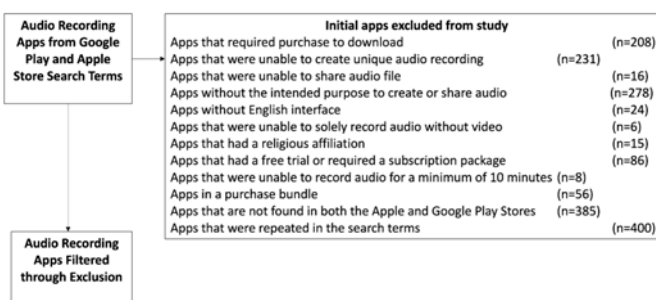 Audio Recording
Apps from Google
Play and Apple
Store Search Terms
Initial apps excluded from study
Apps that required purchase to download (n=208)
Apps that were unable to create unique audio recording (n=231)
Apps that were unable to share audio file (n=16)
Apps without the intended purpose to create or share audio (n=278)
Apps without English interface (n=24)
Apps that were unable to solely record audio without video (n=6)
Apps that had a religious affiliation (n=15)
Apps that had a free trial or required a subscription package (n=86)
Apps that were unable to record audio for a minimum of 10 minutes (n=8)
Apps in a purchase bundle (n=56)
Apps that are not found in both the Apple and Google Play Stores (n=385)
Apps that were repeated in the search terms (n=400)
Audio Recording
Apps Filtered
through Exclusion